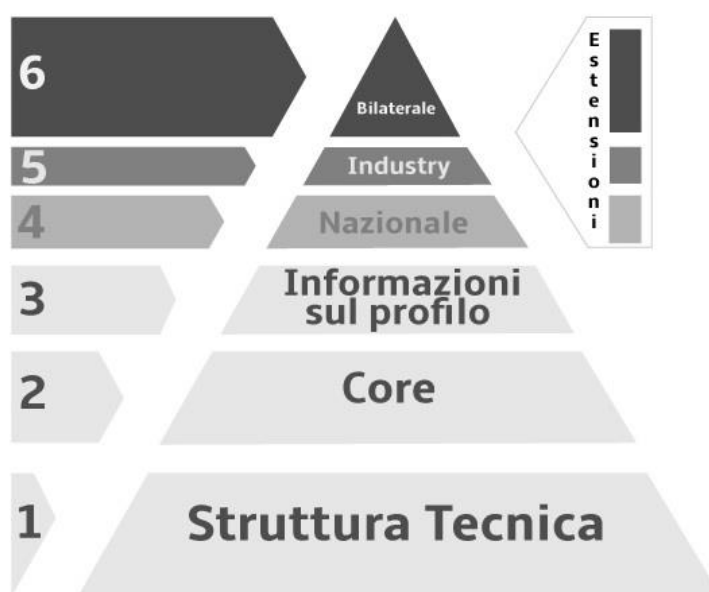 6
Bilaterale
5
Industry
4
Nazionale
3
Informazioni
sul profilo
2
Core
1
Struttura Tecnica
Estensioni